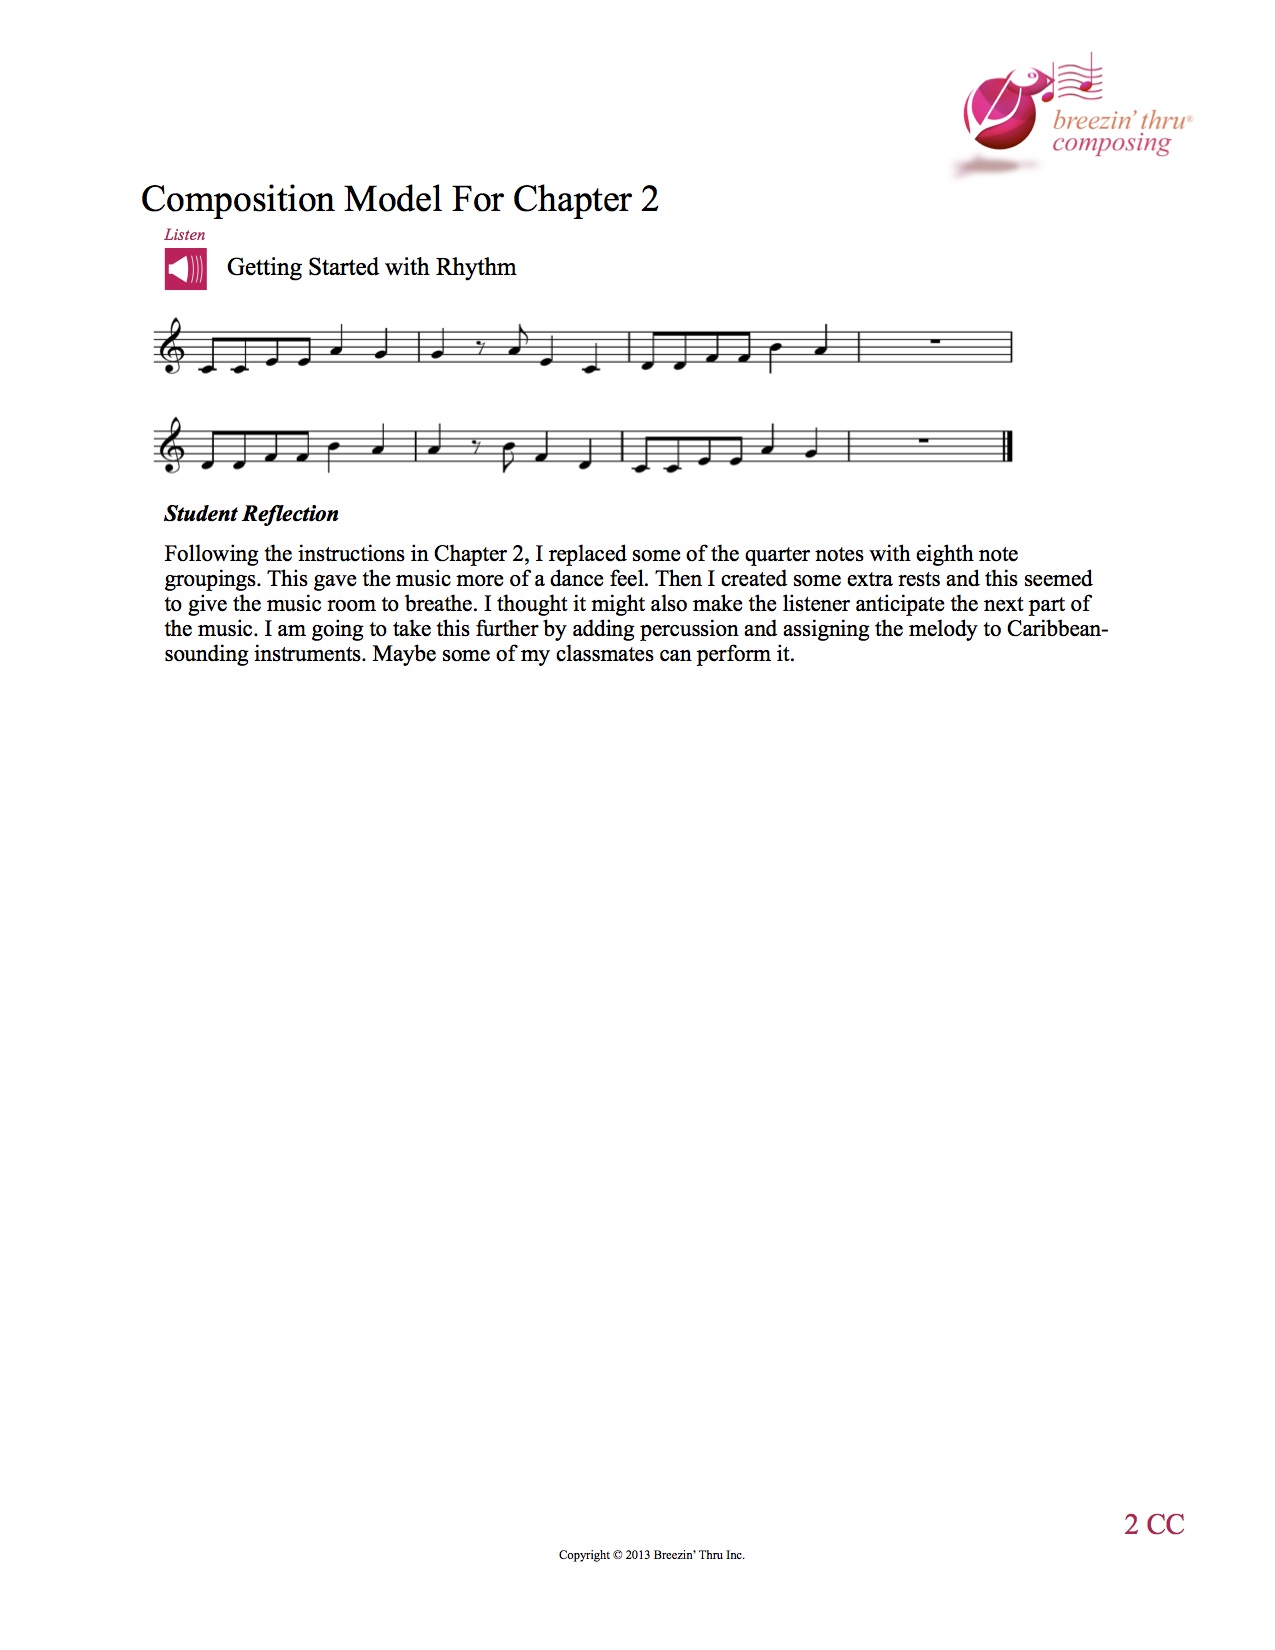 breezin' thru®
composing
Composition Model For Chapter 2
Listen
Getting Started with Rhythm
Student Reflection
Following the instructions in Chapter 2, I replaced some of the quarter notes with eighth note
groupings. This gave the music more of a dance feel. Then I created some extra rests and this seemed
to give the music room to breathe. I thought it might also make the listener anticipate the next part of
the music. I am going to take this further by adding percussion and assigning the melody to Caribbean-
sounding instruments. Maybe some of my classmates can perform it.
2 CC
Copyright © 2013 Breezin' Thru Inc.